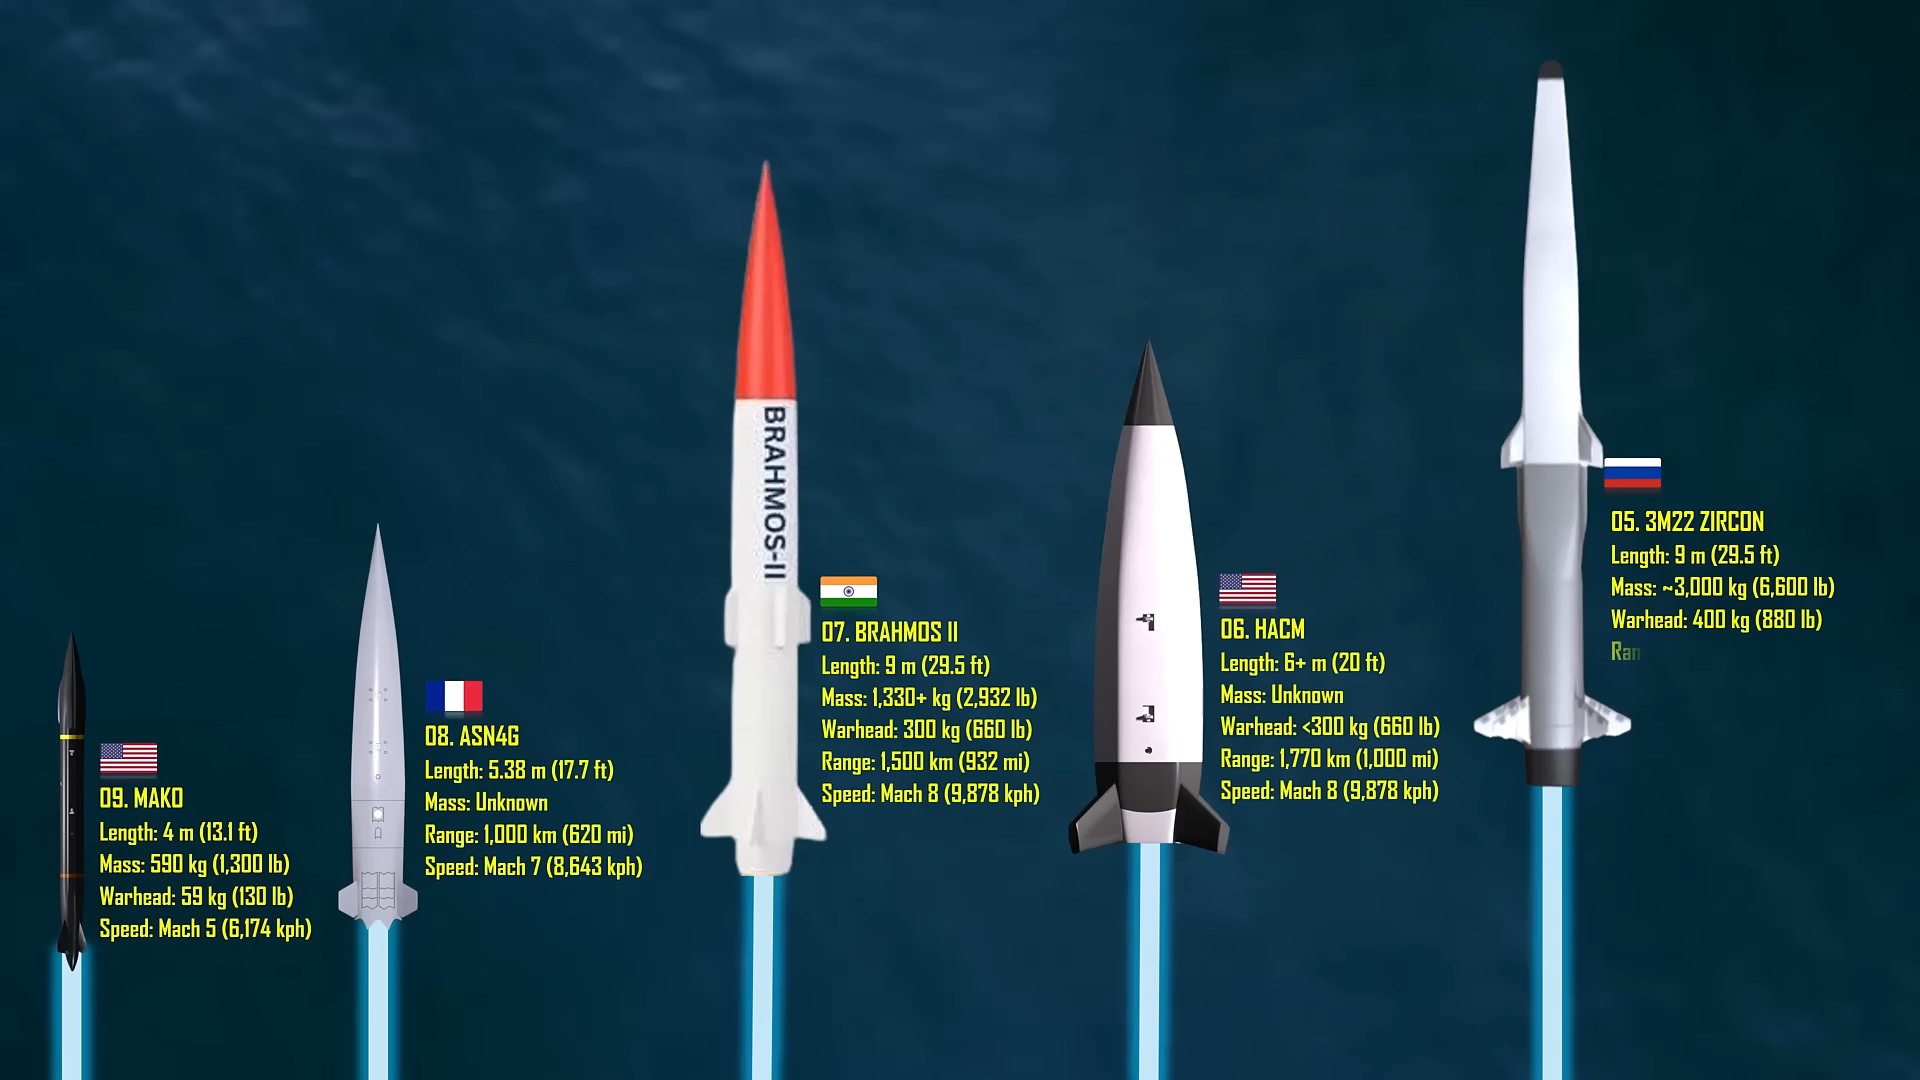 09. MAKO
Length: 4 m (13.1 ft)
Mass: 590 kg (1,300 lb)
Warhead: 59 kg (130 lb)
Speed: Mach 5 (6,174 kph)
08. ASN4G
Length: 5.38 m (17.7 ft)
Mass: Unknown
Range: 1,000 km (620 mi)
Speed: Mach 7 (8,643 kph)
BRAHMOS-II
07. BRAHMOS II
Length: 9 m (29.5 ft)
Mass: 1,330+ kg (2,932 lb)
Warhead: 300 kg (660 lb)
Range: 1,500 km (932 mi)
Speed: Mach 8 (9,878 kph)
06. HACM
Length: 6+ m (20 ft)
Mass: Unknown
Warhead: <300 kg (660 lb)
Range: 1,770 km (1,000 mi)
Speed: Mach 8 (9,878 kph)
05. 3M22 ZIRCON
Length: 9 m (29.5 ft)
Mass: ~3,000 kg (6,600 lb)
Warhead: 400 kg (880 lb)
Ran